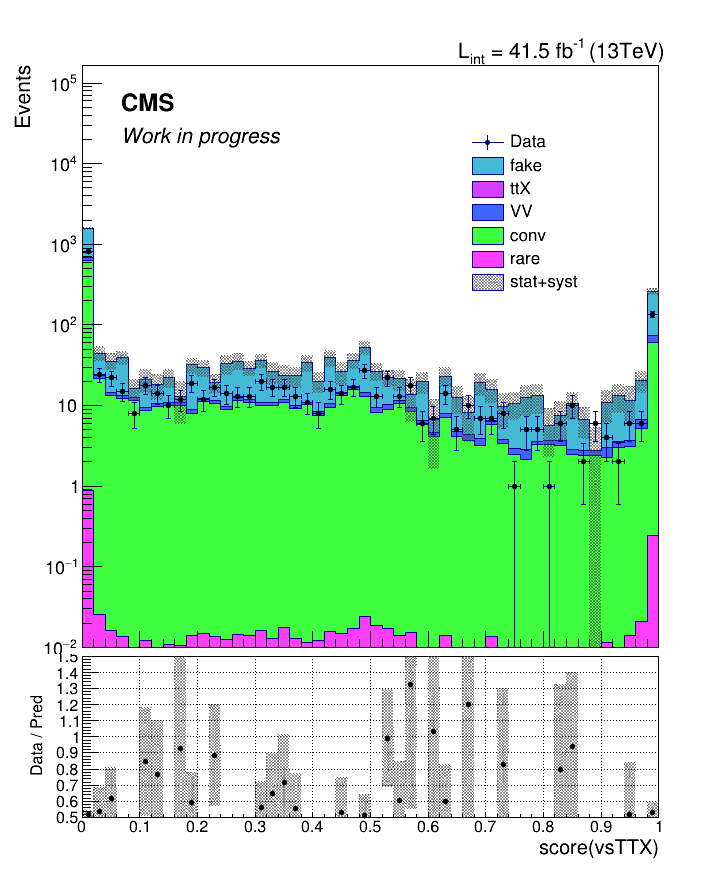 L_int = 41.5 fb^-1 (13TeV)
Events
CMS
Work in progress
Data
fake
ttX
VV
conv
rare
stat+syst
10^5
10^4
10^3
10^2
10
1
10^-1
10^-2
Data / Pred
1.5
1.4
1.3
1.2
1.1
1
0.9
0.8
0.7
0.6
0.5
0 0.1 0.2 0.3 0.4 0.5 0.6 0.7 0.8 0.9 1
score(vsTTX)